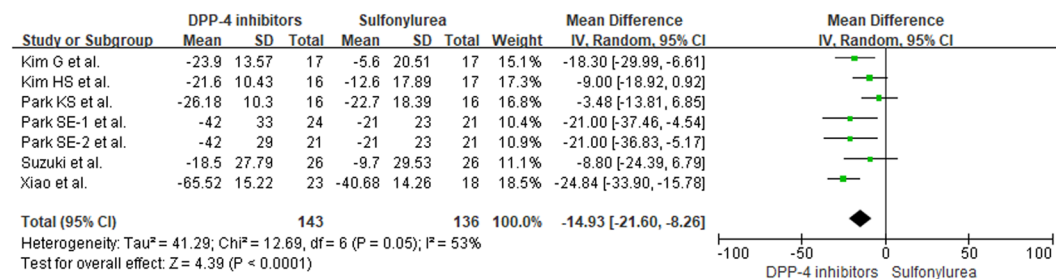 DPP-4 inhibitors Sulfonylurea Mean Difference Mean Difference
Study or Subgroup Mean SD Total Mean SD Total Weight IV, Random, 95% CI IV, Random, 95% CI
Kim G et al. -23.9 13.57 17 -5.6 20.51 17 15.1% -18.30 [-29.99, -6.61]
Kim HS et al. -21.6 10.43 16 -12.6 17.89 17 17.3% -9.00 [-18.92, 0.92]
Park KS et al. -26.18 10.3 16 -22.7 18.39 16 16.8% -3.48 [-13.81, 6.85]
Park SE-1 et al. -42 33 24 -21 23 21 10.4% -21.00 [-37.46, -4.54]
Park SE-2 et al. -42 29 21 -21 23 21 10.9% -21.00 [-36.83, -5.17]
Suzuki et al. -18.5 27.79 26 -9.7 29.53 26 11.1% -8.80 [-24.39, 6.79]
Xiao et al. -65.52 15.22 23 -40.68 14.26 18 18.5% -24.84 [-33.90, -15.78]
Total (95% CI) 143 136 100.0% -14.93 [-21.60, -8.26]
Heterogeneity: Tau² = 41.29; Chi² = 12.69, df = 6 (P = 0.05); I² = 53%
Test for overall effect: Z = 4.39 (P < 0.0001)
-100 -50 0 50 100
DPP-4 inhibitors Sulfonylurea